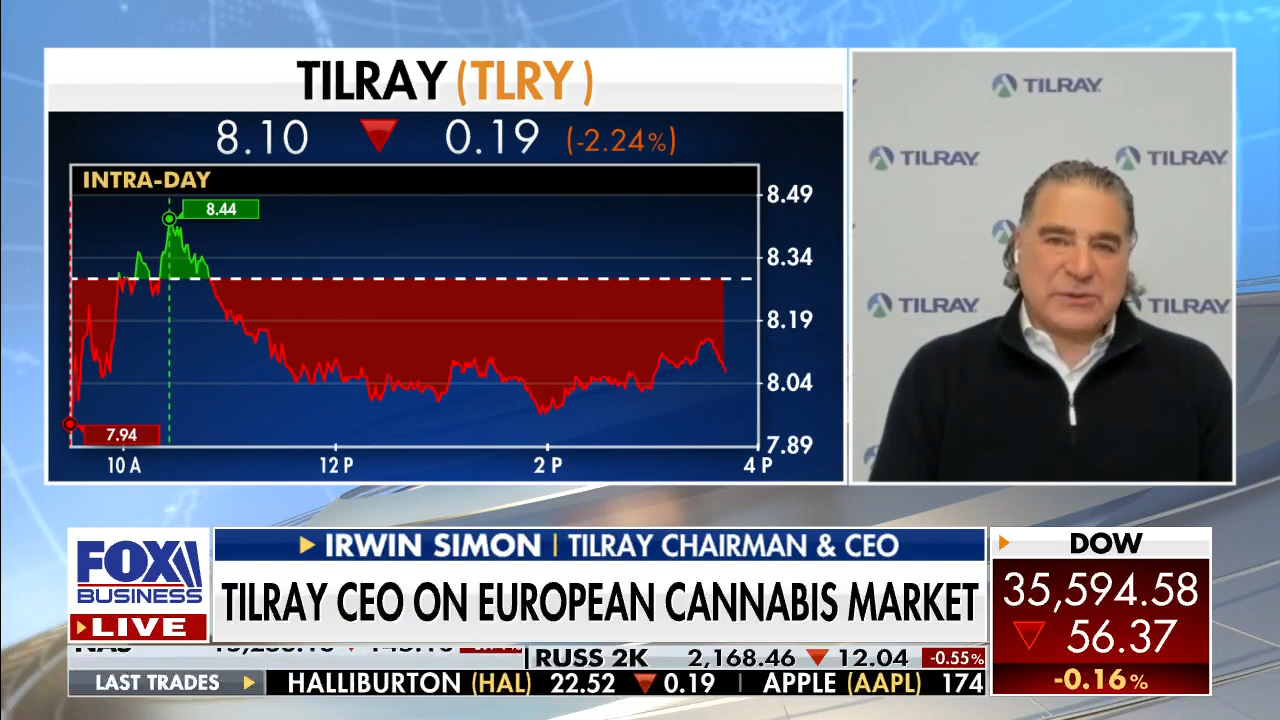 TILRAY (TLRY )
8.10 ▼ 0.19 (-2.24%)
INTRA-DAY
8.44
7.94
8.49
8.34
8.19
8.04
7.89
10 A 12 P 2 P 4 P
TILRAY
TILRAY TILRAY
TILRAY TILRAY
IRWIN SIMON | TILRAY CHAIRMAN & CEO
TILRAY CEO ON EUROPEAN CANNABIS MARKET
FOX
BUSINESS
LIVE
DOW
35,594.58
▼ 56.37
-0.16%
RUSS 2K 2,168.46 ▼ 12.04 -0.55%
LAST TRADES HALLIBURTON (HAL) 22.52 ▼ 0.19 | APPLE (AAPL) 174